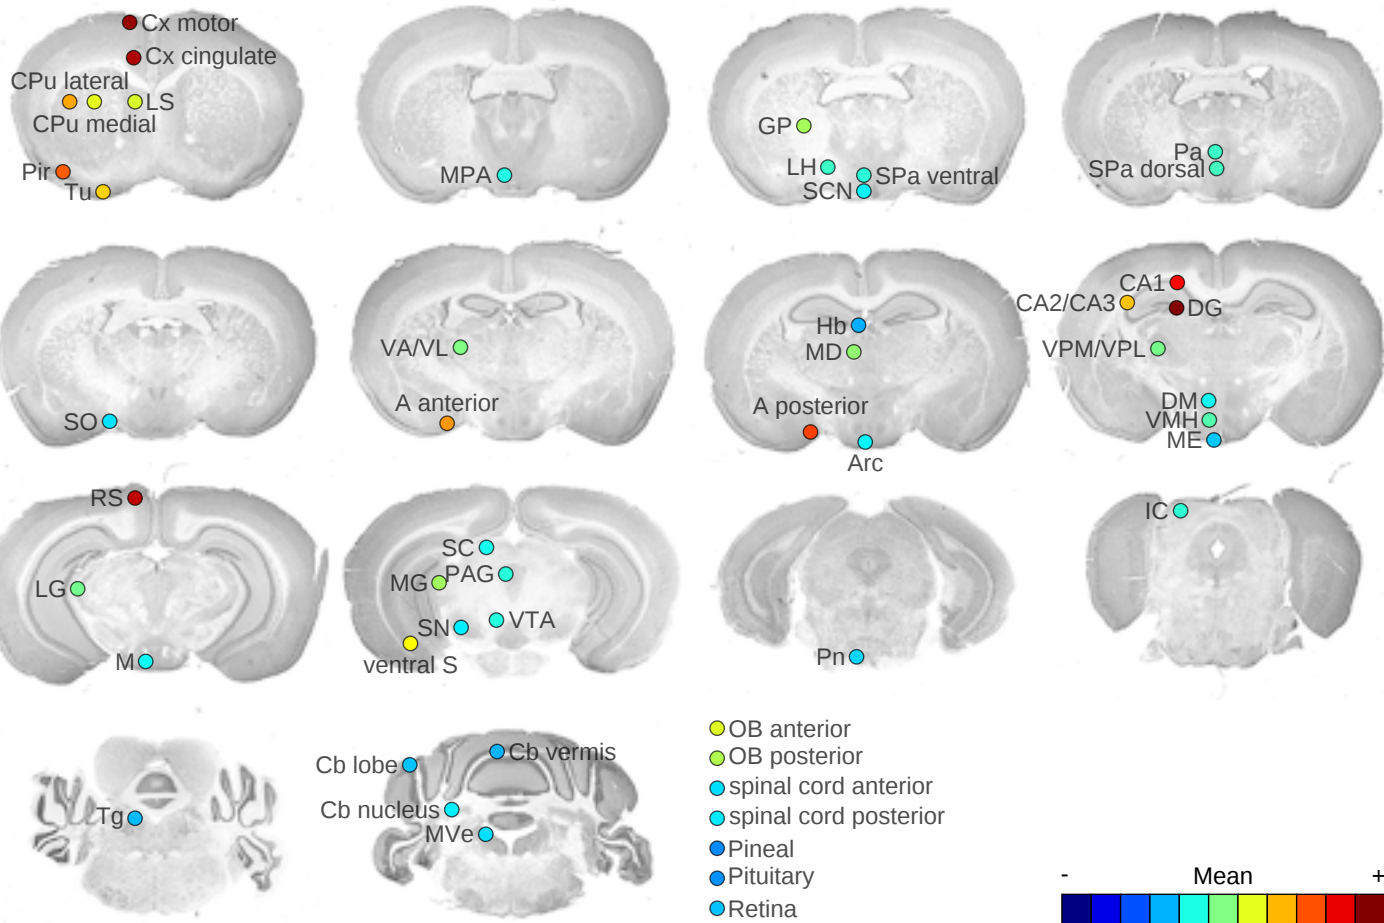 Cx motor
Cx cingulate
CPu lateral
LS
CPu medial
Pir
Tu
MPA
GP
LH
SPa ventral
SCN
Pa
SPa dorsal
SO
VA/VL
A anterior
Hb
MD
A posterior
Arc
CA1
CA2/CA3
DG
VPM/VPL
DM
VMH
ME
RS
LG
M
SC
MG
PAG
SN
VTA
ventral S
Pn
IC
Tg
Cb lobe
Cb vermis
Cb nucleus
MVe
OB anterior
OB posterior
spinal cord anterior
spinal cord posterior
Pineal
Pituitary
Retina
- Mean +